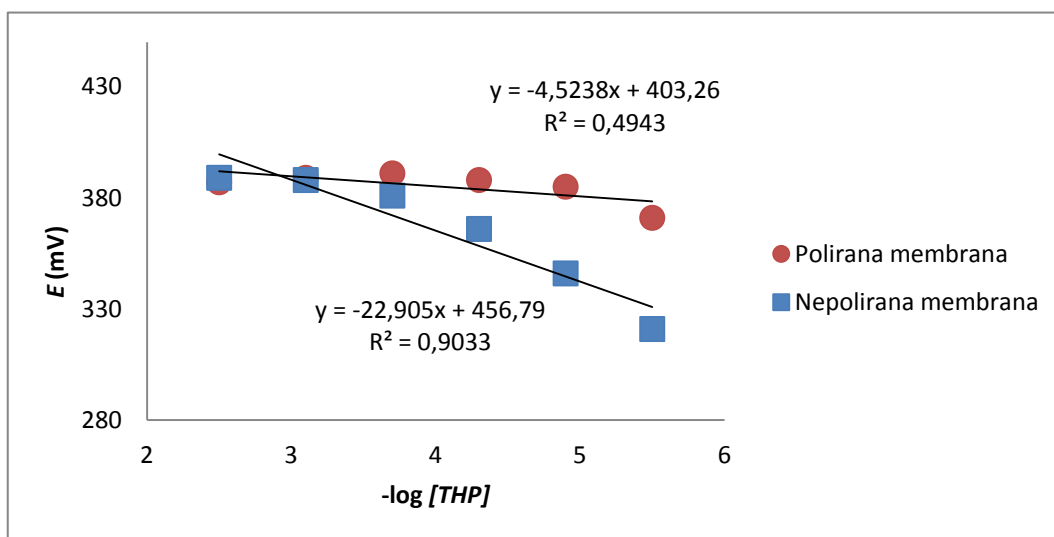 430
y = -4,5238x + 403,26
R² = 0,4943
380
Polirana membrana
E (mV)
Nepolirana membrana
330
y = -22,905x + 456,79
R² = 0,9033
280
2 3 4 5 6
-log [THP]